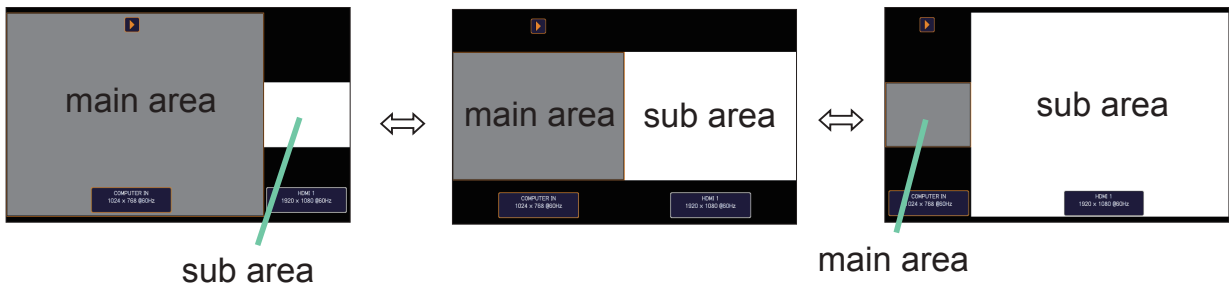 main area
COMPUTER IN
1024 x 768 @60Hz
HDMI 1
1920 x 1080 @60Hz
sub area
main area
sub area
COMPUTER IN
1024 x 768 @60Hz
HDMI 1
1920 x 1080 @60Hz
sub area
COMPUTER IN
1024 x 768 @60Hz
HDMI 1
1920 x 1080 @60Hz
main area